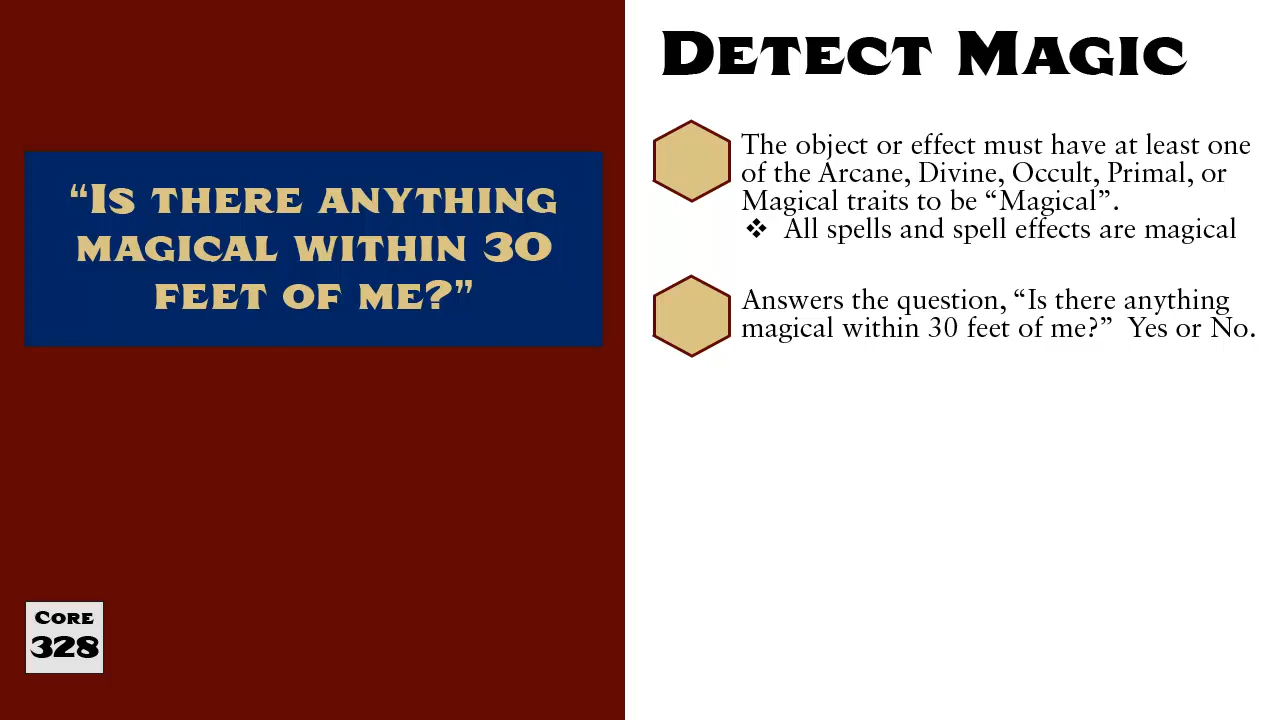 DETECT MAGIC
“IS THERE ANYTHING
MAGICAL WITHIN 30
FEET OF ME?”
The object or effect must have at least one
of the Arcane, Divine, Occult, Primal, or
Magical traits to be “Magical”.
❖ All spells and spell effects are magical
Answers the question, “Is there anything
magical within 30 feet of me?”  Yes or No.
CORE
328